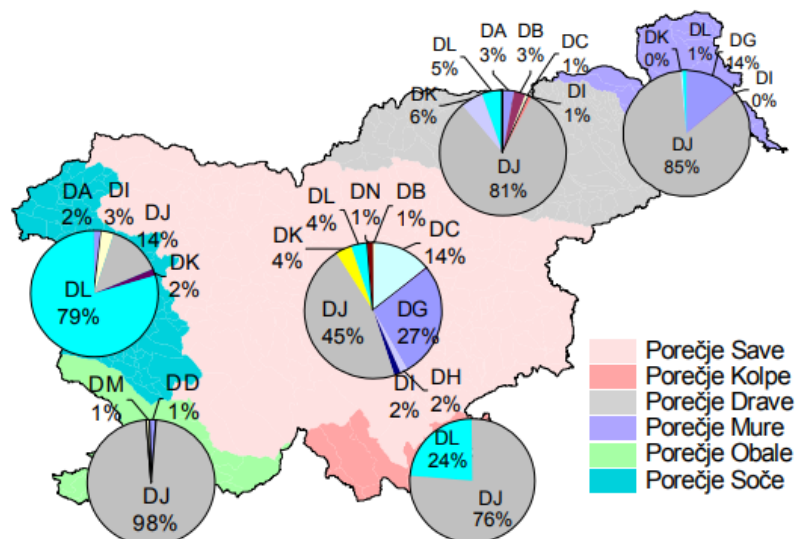 DA
3%
DB
3%
DC
1%
DI
1%
DL
5%
DK
6%
DJ
81%
DK
0%
DL
1%
DG
14%
DI
0%
DJ
85%
DA
2%
DI
3%
DJ
14%
DK
2%
DL
79%
DL
4%
DN
1%
DB
1%
DK
4%
DC
14%
DJ
45%
DG
27%
DI
2%
DH
2%
DM
1%
DD
1%
DJ
98%
DL
24%
DJ
76%
Porečje Save
Porečje Kolpe
Porečje Drave
Porečje Mure
Porečje Obale
Porečje Soče